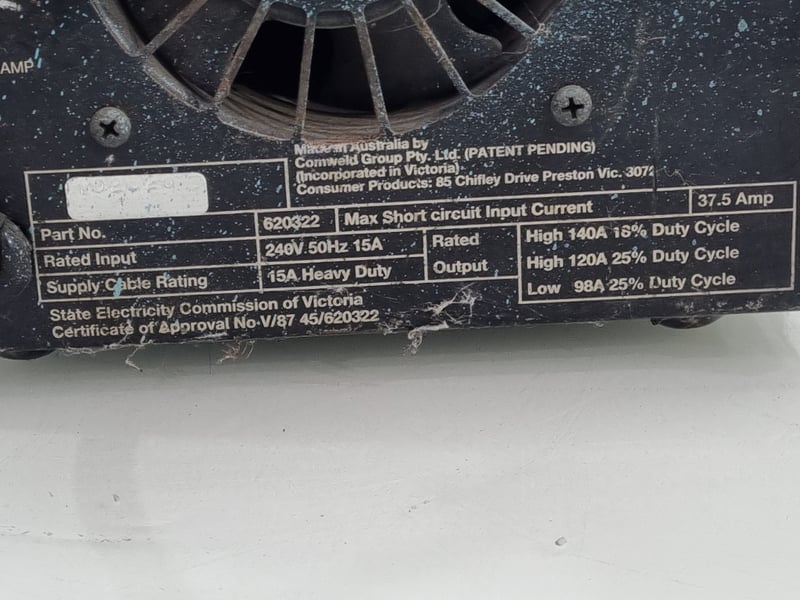 AMP
Made in Australia by
Comweld Group Pty. Ltd. (PATENT PENDING)
(Incorporated in Victoria)
Consumer Products: 85 Chifley Drive Preston Vic. 3072
Part No. 620322 Max Short circuit Input Current 37.5 Amp
Rated Input 240V 50Hz 15A
Supply Cable Rating 15A Heavy Duty
Rated Output
High 140A 18% Duty Cycle
High 120A 25% Duty Cycle
Low 98A 25% Duty Cycle
State Electricity Commission of Victoria
Certificate of Approval No V/87 45/620322